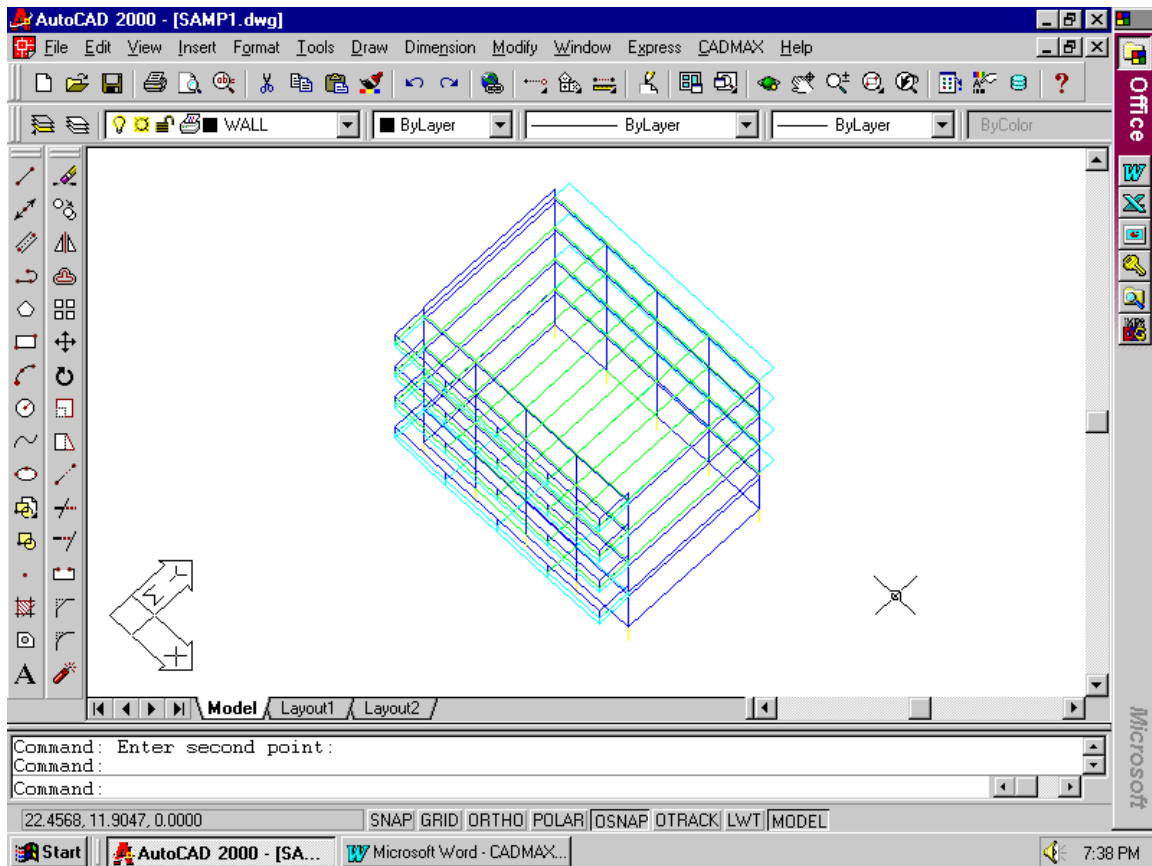 AutoCAD 2000 - [SAMP1.dwg]
File Edit View Insert Format Tools Draw Dimension Modify Window Express CADMAX Help
WALL ByLayer ByLayer ByLayer ByColor
Office
A
Model Layout1 Layout2
Command: Enter second point:
Command:
Command:
Microsoft
22.4568, 11.9047, 0.0000 SNAP GRID ORTHO POLAR OSNAP OTRACK LWT MODEL
Start AutoCAD 2000 - [SA... Microsoft Word - CADMAX... 7:38 PM